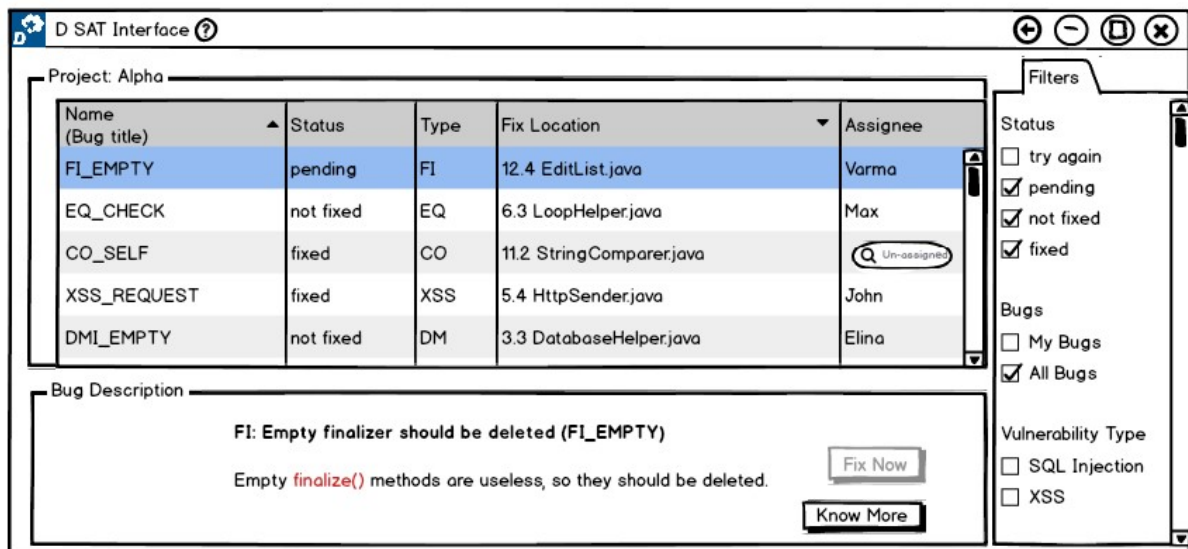 D
D SAT Interface ?
Project: Alpha
Name
(Bug title)
Status
Type
Fix Location
Assignee
FI_EMPTY pending FI 12.4 EditList.java Varma
EQ_CHECK not fixed EQ 6.3 LoopHelper.java Max
CO_SELF fixed CO 11.2 StringComparer.java Un-assigned
XSS_REQUEST fixed XSS 5.4 HttpSender.java John
DMI_EMPTY not fixed DM 3.3 DatabaseHelper.java Elina
Bug Description
FI: Empty finalizer should be deleted (FI_EMPTY)
Empty finalize() methods are useless, so they should be deleted.
Fix Now
Know More
Filters
Status
try again
pending
not fixed
fixed
Bugs
My Bugs
All Bugs
Vulnerability Type
SQL Injection
XSS